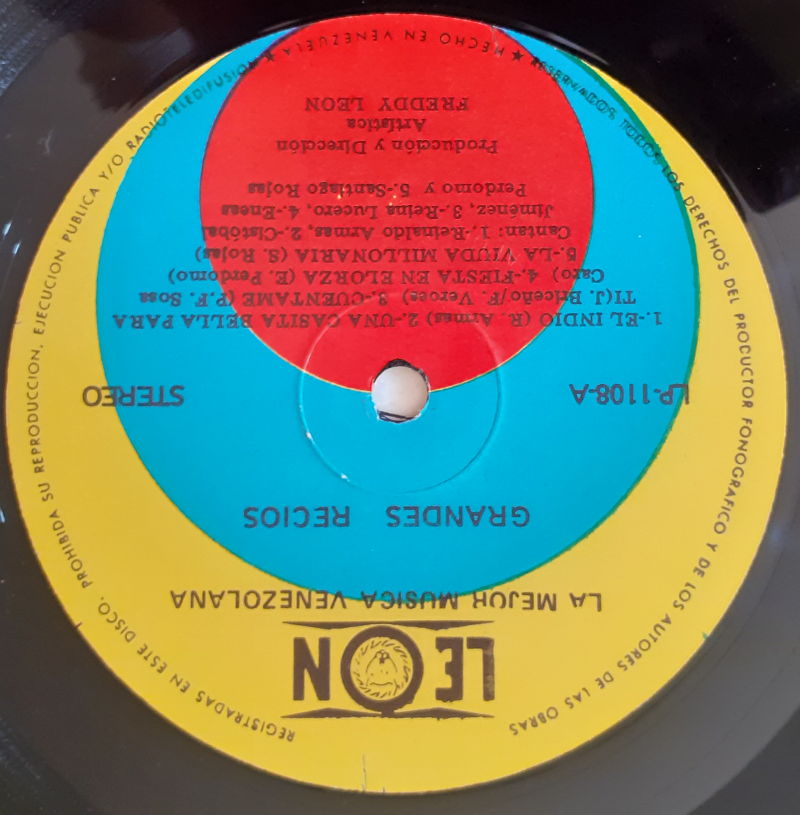 LEON
LA MEJOR MUSICA VENEZOLANA
GRANDES RECIOS
LP-1108-A
STEREO
1.-EL INDIO (R. Armas) 2.-UNA CASITA BELLA PARA
TI(J. Briceño/F. Veroes) 3.-CUENTAME (P.F. Sosa
Caro) 4.-FIESTA EN ELORZA (E. Perdomo)
5.-LA VIUDA MILLONARIA (S. Rojas)
Cantan: 1.-Reinaldo Armas, 2.-Cistóbal
Jiménez, 3.-Reina Lucero, 4.-Eneas
Perdomo y 5.-Santiago Rojas
Producción y Dirección
Artística
FREDDY LEON
RESERVADOS TODOS LOS DERECHOS DEL PRODUCTOR FONOGRAFICO Y DE LOS AUTORES DE LAS OBRAS
REGISTRADAS EN ESTE DISCO. PROHIBIDA SU REPRODUCCION, EJECUCION PUBLICA Y/O RADIOTELEDIFUSION
★ HECHO EN VENEZUELA ★